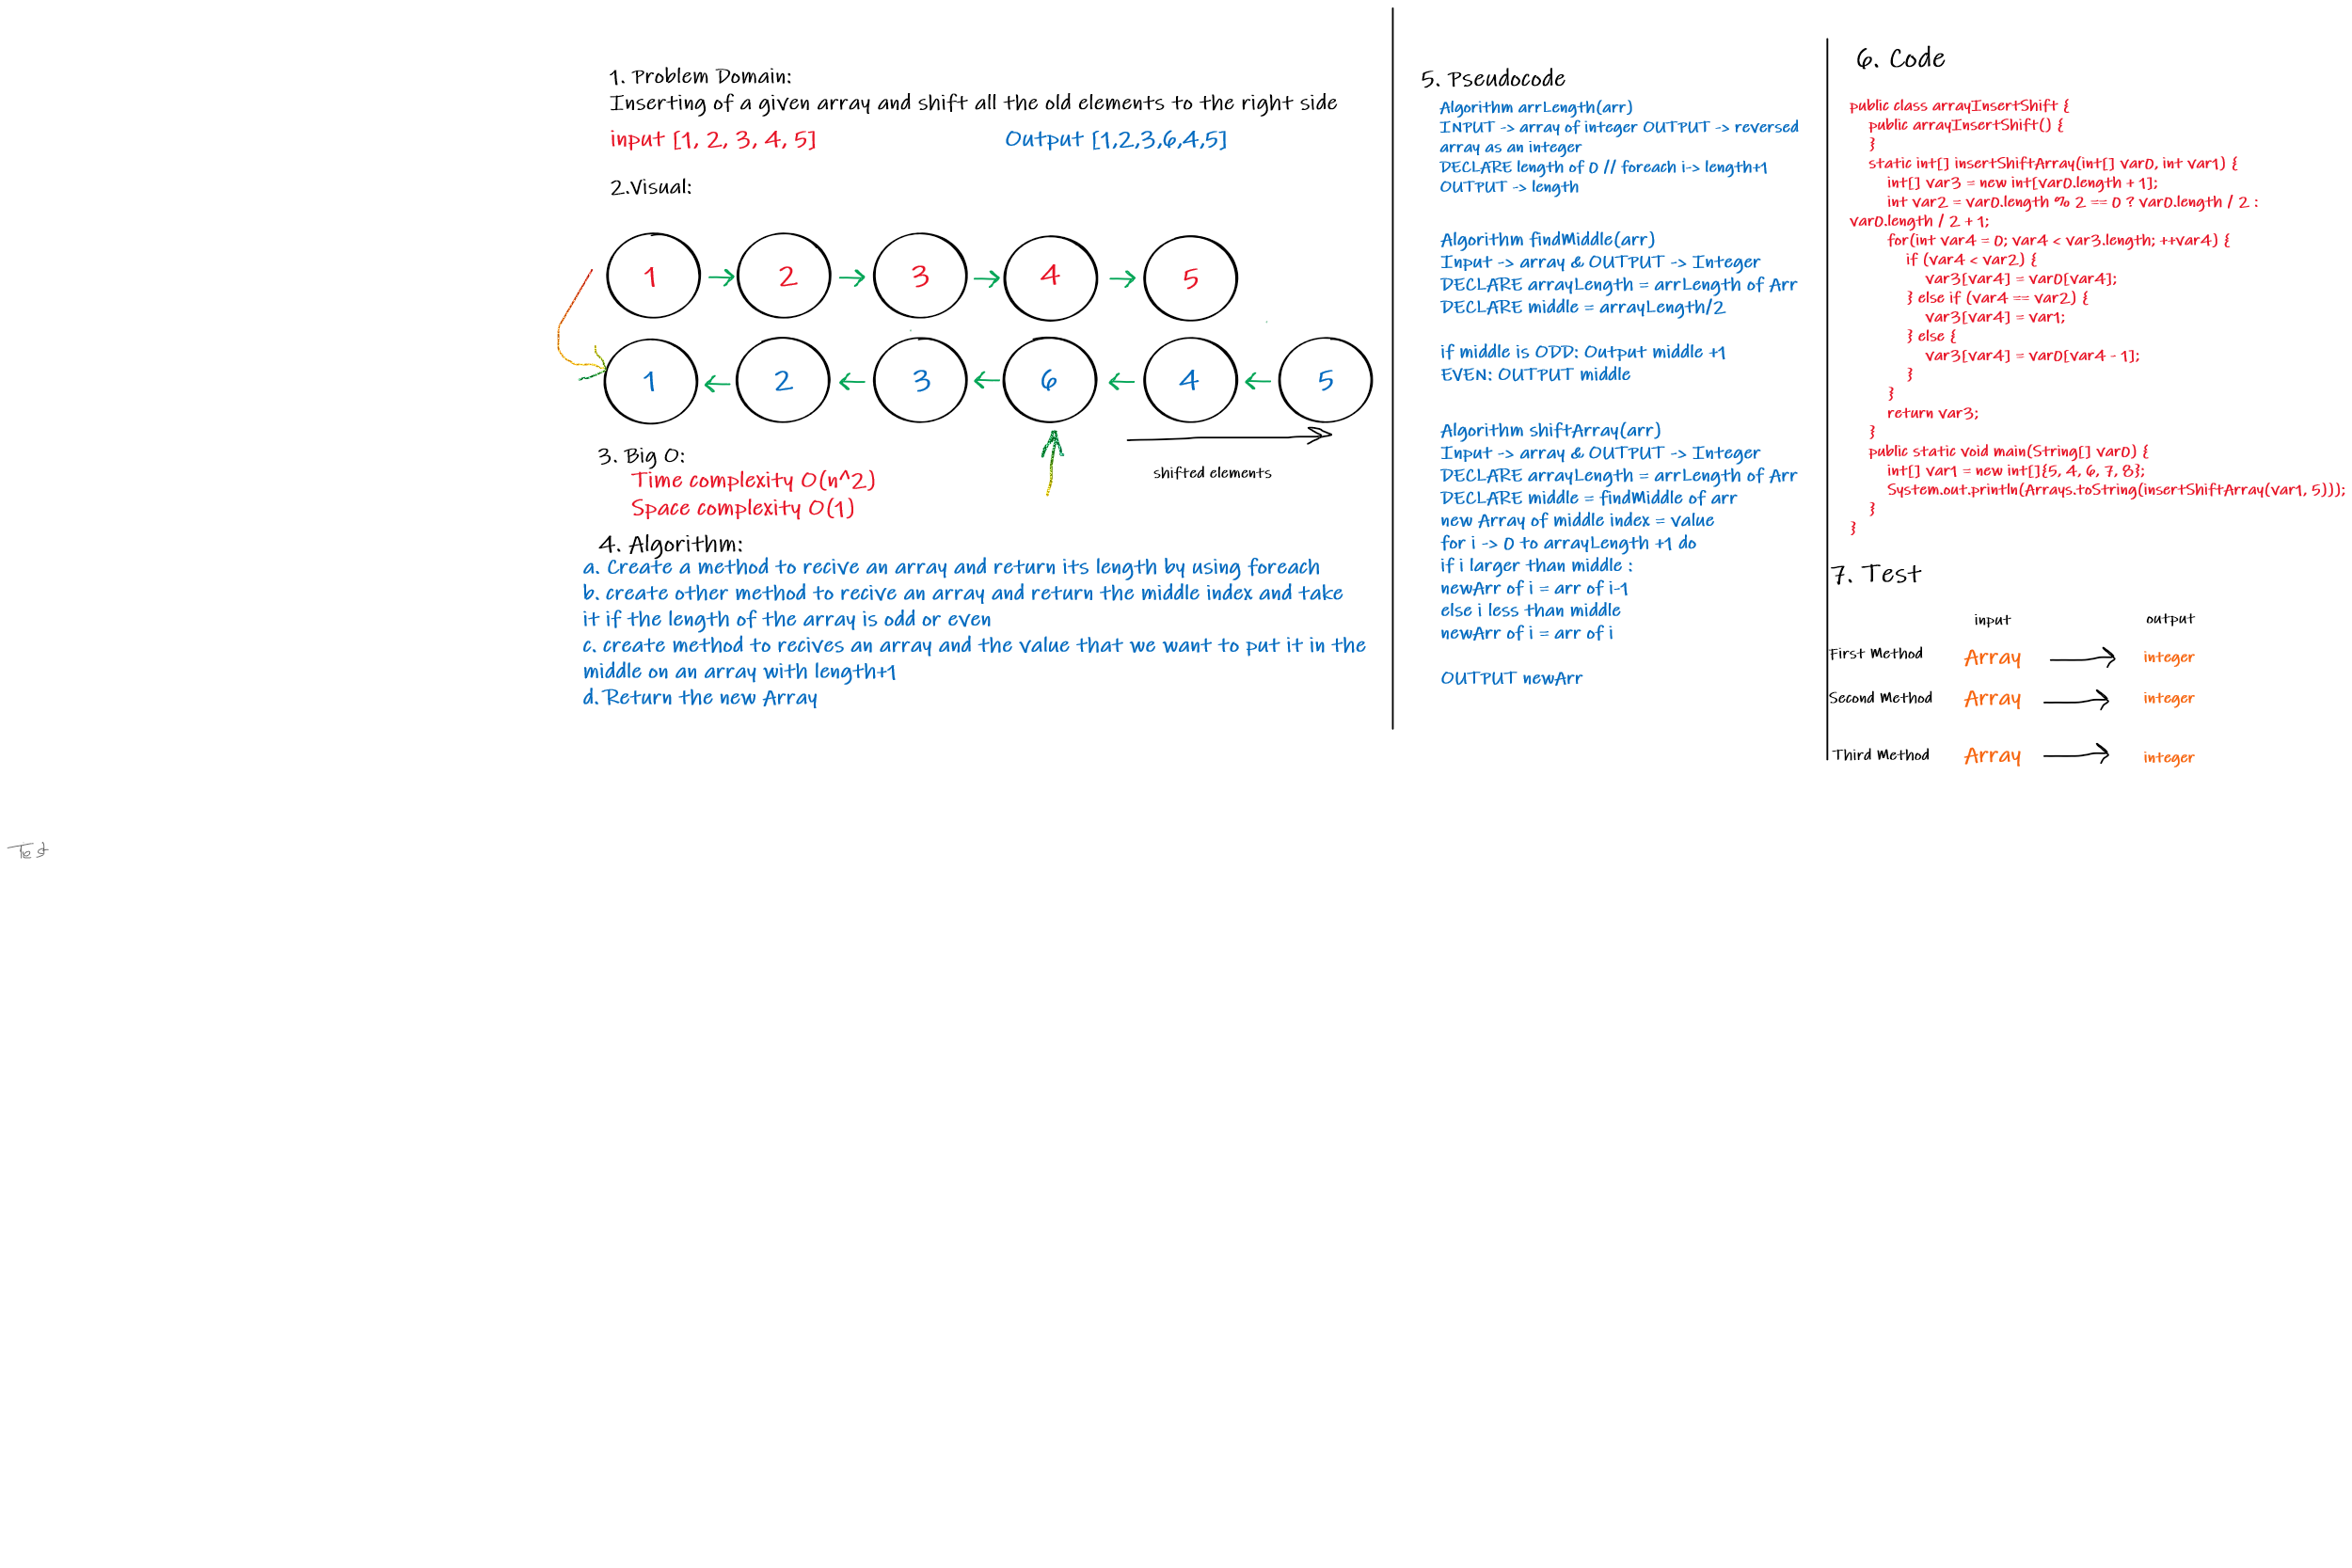 1. Problem Domain:
Inserting of a given array and shift all the old elements to the right side
input [1, 2, 3, 4, 5]
Output [1,2,3,6,4,5]
2.Visual:
1
2
3
4
5
1
2
3
6
4
5
shifted elements
3. Big O:
Time complexity O(n^2)
Space complexity O(1)
4. Algorithm:
a. Create a method to recive an array and return its length by using foreach
b. create other method to recive an array and return the middle index and take
it if the length of the array is odd or even
c. create method to recives an array and the value that we want to put it in the
middle on an array with length+1
d. Return the new Array
5. Pseudocode
Algorithm arrLength(arr)
INPUT -> array of integer OUTPUT -> reversed
array as an integer
DECLARE length of 0 // foreach i-> length+1
OUTPUT -> length
Algorithm findMiddle(arr)
Input -> array & OUTPUT -> Integer
DECLARE arrayLength = arrLength of Arr
DECLARE middle = arrayLength/2
if middle is ODD: Output middle +1
EVEN: OUTPUT middle
Algorithm shiftArray(arr)
Input -> array & OUTPUT -> Integer
DECLARE arrayLength = arrLength of Arr
DECLARE middle = findMiddle of arr
new Array of middle index = value
for i -> 0 to arrayLength +1 do
if i larger than middle :
newArr of i = arr of i-1
else i less than middle
newArr of i = arr of i
OUTPUT newArr
6. Code
public class arrayInsertShift {
public arrayInsertShift() {
}
static int[] insertShiftArray(int[] var0, int var1) {
int[] var3 = new int[var0.length + 1];
int var2 = var0.length % 2 == 0 ? var0.length / 2 :
var0.length / 2 + 1;
for(int var4 = 0; var4 < var3.length; ++var4) {
if (var4 < var2) {
var3[var4] = var0[var4];
} else if (var4 == var2) {
var3[var4] = var1;
} else {
var3[var4] = var0[var4 - 1];
}
}
return var3;
}
public static void main(String[] var0) {
int[] var1 = new int[]{5, 4, 6, 7, 8};
System.out.println(Arrays.toString(insertShiftArray(var1, 5)));
}
}
7. Test
input output
First Method Array integer
Second Method Array integer
Third Method Array integer
Test